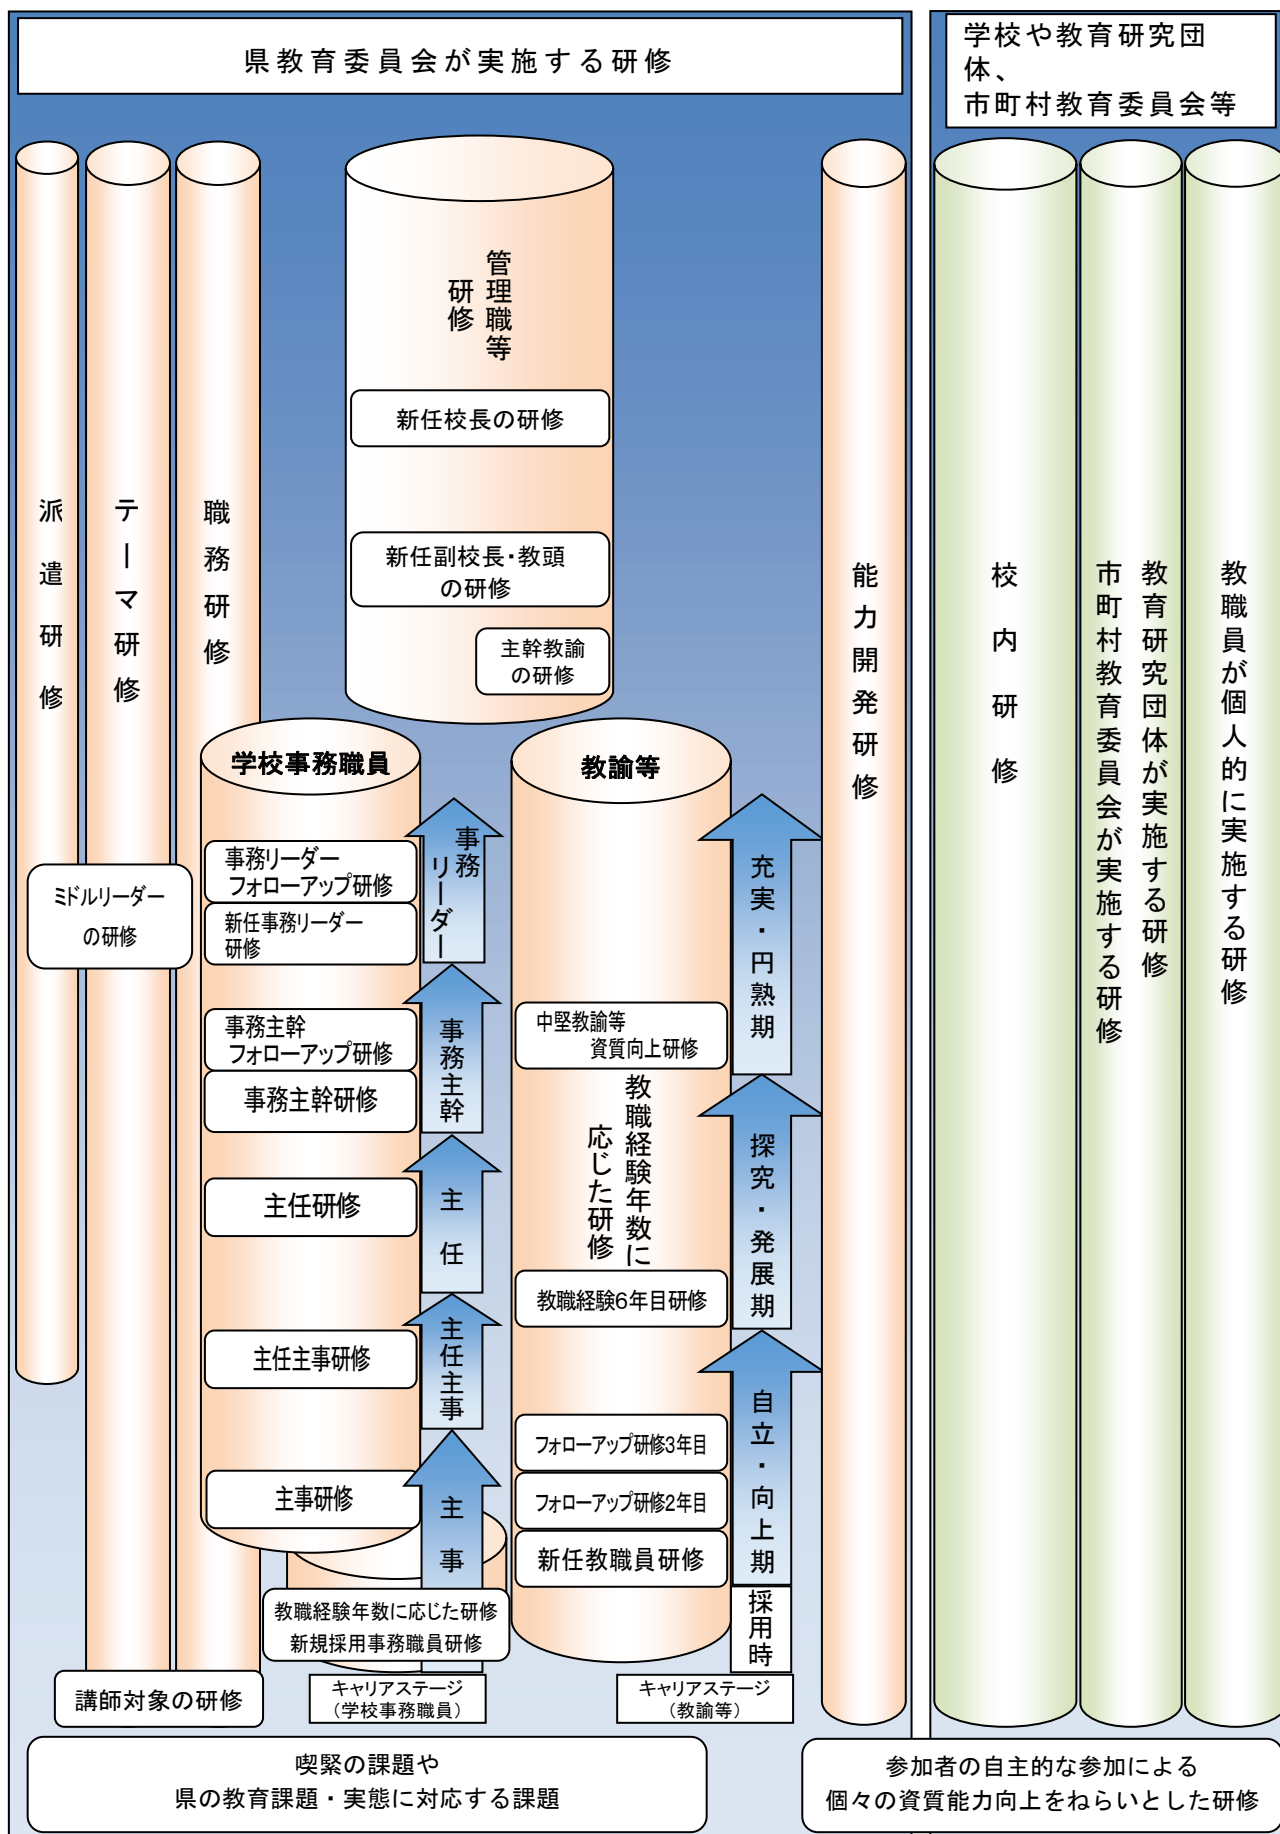 県教育委員会が実施する研修
学校や教育研究団
体、
市町村教育委員会等
派遣研修
テーマ研修
職務研修
管理職等
研修
新任校長の研修
新任副校長・教頭
の研修
主幹教諭
の研修
能力開発研修
校内研修
教育研究団体が実施する研修
市町村教育委員会が実施する研修
教職員が個人的に実施する研修
ミドルリーダー
の研修
学校事務職員
事務リーダー
フォローアップ研修
新任事務リーダー
研修
事務主幹
フォローアップ研修
事務主幹研修
主任研修
主任主事研修
主事研修
教職経験年数に応じた研修
新規採用事務職員研修
事務
リーダー
事務主幹
主任
主任主事
主事
キャリアステージ
（学校事務職員）
教諭等
中堅教諭等
資質向上研修
教職経験年数に
応じた研修
教職経験6年目研修
フォローアップ研修3年目
フォローアップ研修2年目
新任教職員研修
充実・円熟期
探究・発展期
自立・向上期
採用時
キャリアステージ
（教諭等）
講師対象の研修
喫緊の課題や
県の教育課題・実態に対応する課題
参加者の自主的な参加による
個々の資質能力向上をねらいとした研修